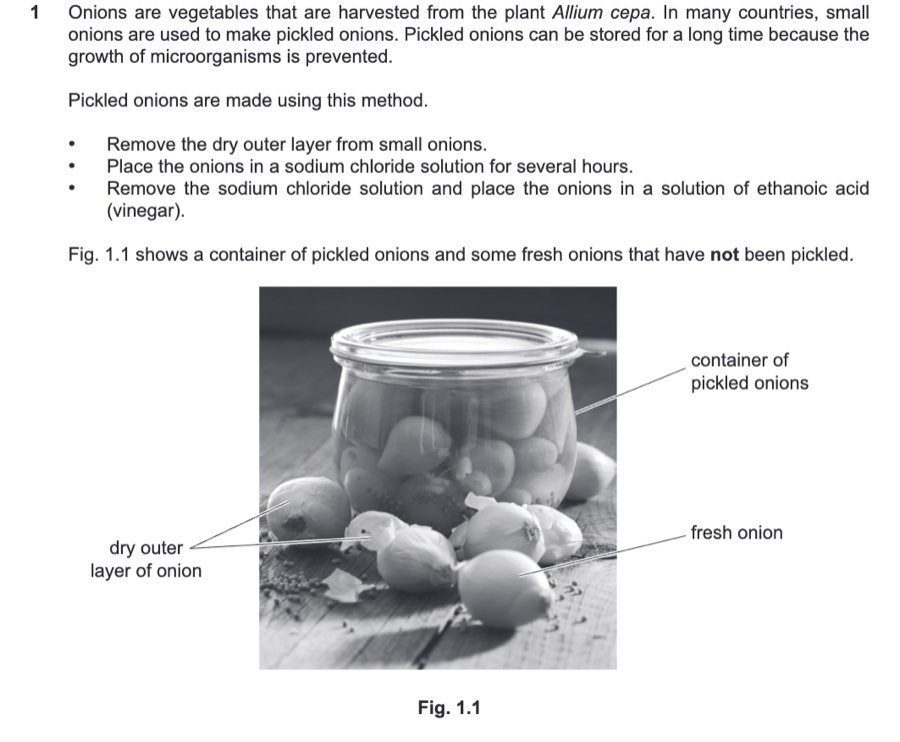 1 Onions are vegetables that are harvested from the plant Allium cepa. In many countries, small
onions are used to make pickled onions. Pickled onions can be stored for a long time because the
growth of microorganisms is prevented.
Pickled onions are made using this method.
• Remove the dry outer layer from small onions.
• Place the onions in a sodium chloride solution for several hours.
• Remove the sodium chloride solution and place the onions in a solution of ethanoic acid
(vinegar).
Fig. 1.1 shows a container of pickled onions and some fresh onions that have not been pickled.
container of
pickled onions
fresh onion
dry outer
layer of onion
Fig. 1.1